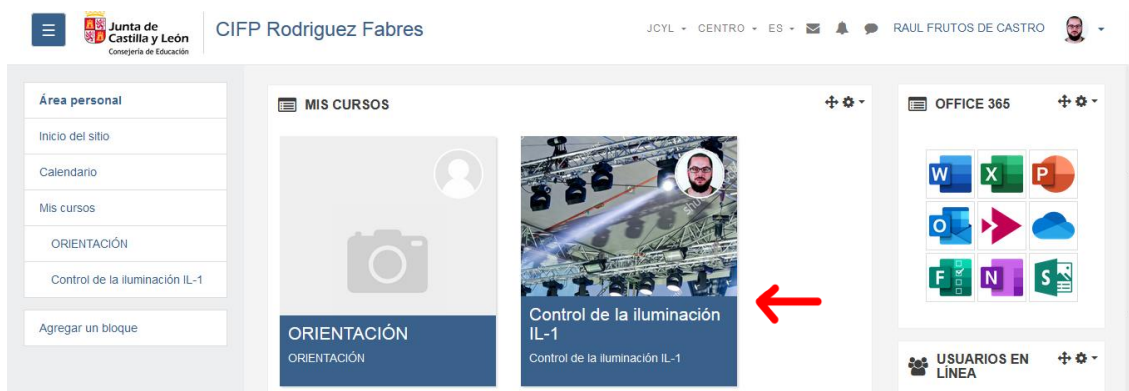 Junta de
Castilla y León
Consejería de Educación
CIFP Rodriguez Fabres
JCYL
CENTRO
ES
RAUL FRUTOS DE CASTRO
Área personal
Inicio del sitio
Calendario
Mis cursos
ORIENTACIÓN
Control de la iluminación IL-1
Agregar un bloque
MIS CURSOS
ORIENTACIÓN
ORIENTACIÓN
Control de la iluminación
IL-1
Control de la iluminación IL-1
OFFICE 365
W
X
P
O
F
N
S
USUARIOS EN
LÍNEA